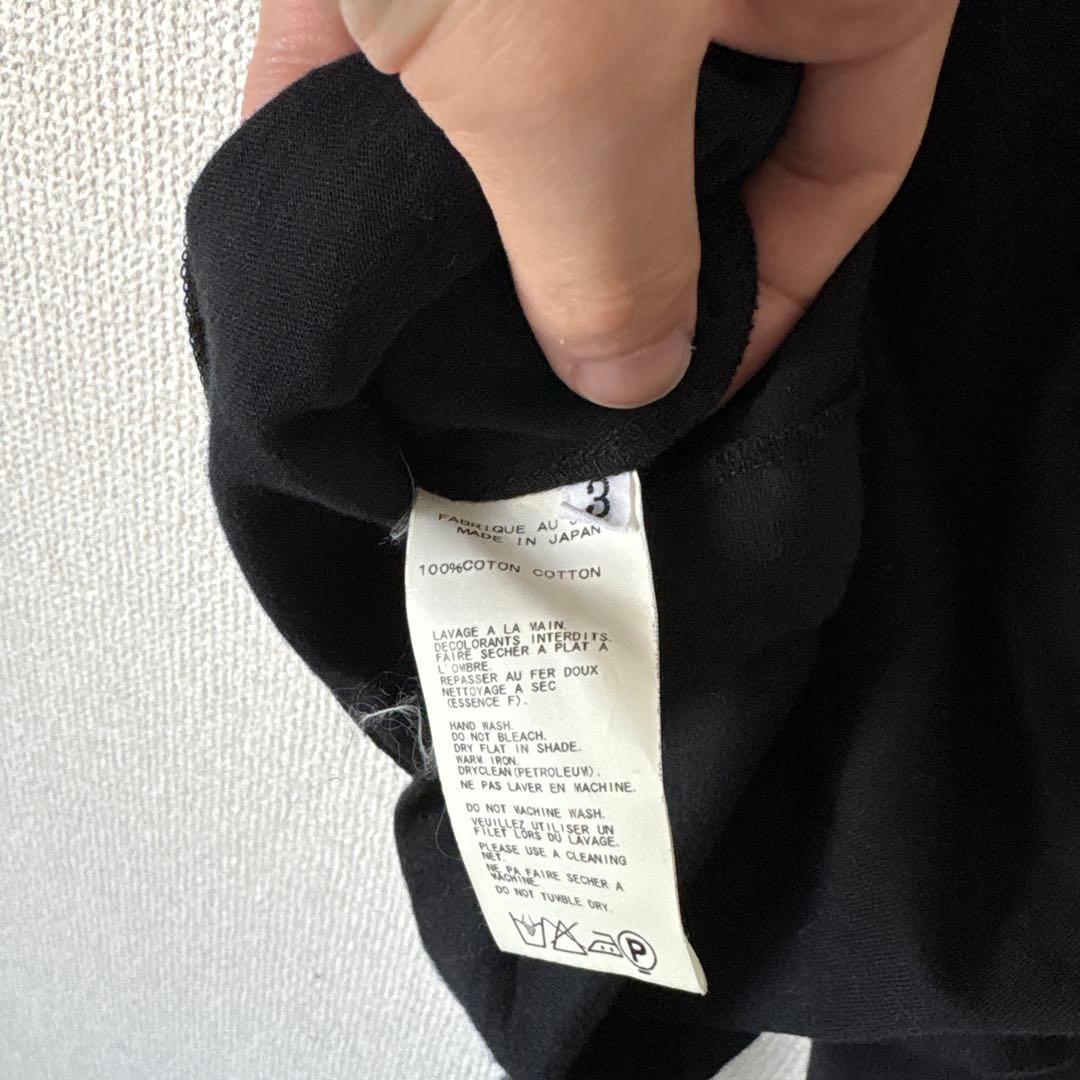 3
FABRIQUE AU
MADE IN JAPAN
100%COTON COTTON
LAVAGE A LA MAIN.
DECOLORANTS INTERDITS.
FAIRE SECHER A PLAT A
L'OMBRE.
REPASSER AU FER DOUX
NETTOYAGE A SEC
(ESSENCE F).
HAND WASH.
DO NOT BLEACH.
DRY FLAT IN SHADE.
WARM IRON.
DRYCLEAN(PETROLEUM).
NE PAS LAVER EN MACHINE.
DO NOT MACHINE WASH.
VEUILLEZ UTILISER UN
FILET LORS DU LAVAGE.
PLEASE USE A CLEANING
NET.
NE PA FAIRE SECHER A
MACHINE.
DO NOT TUMBLE DRY.
P